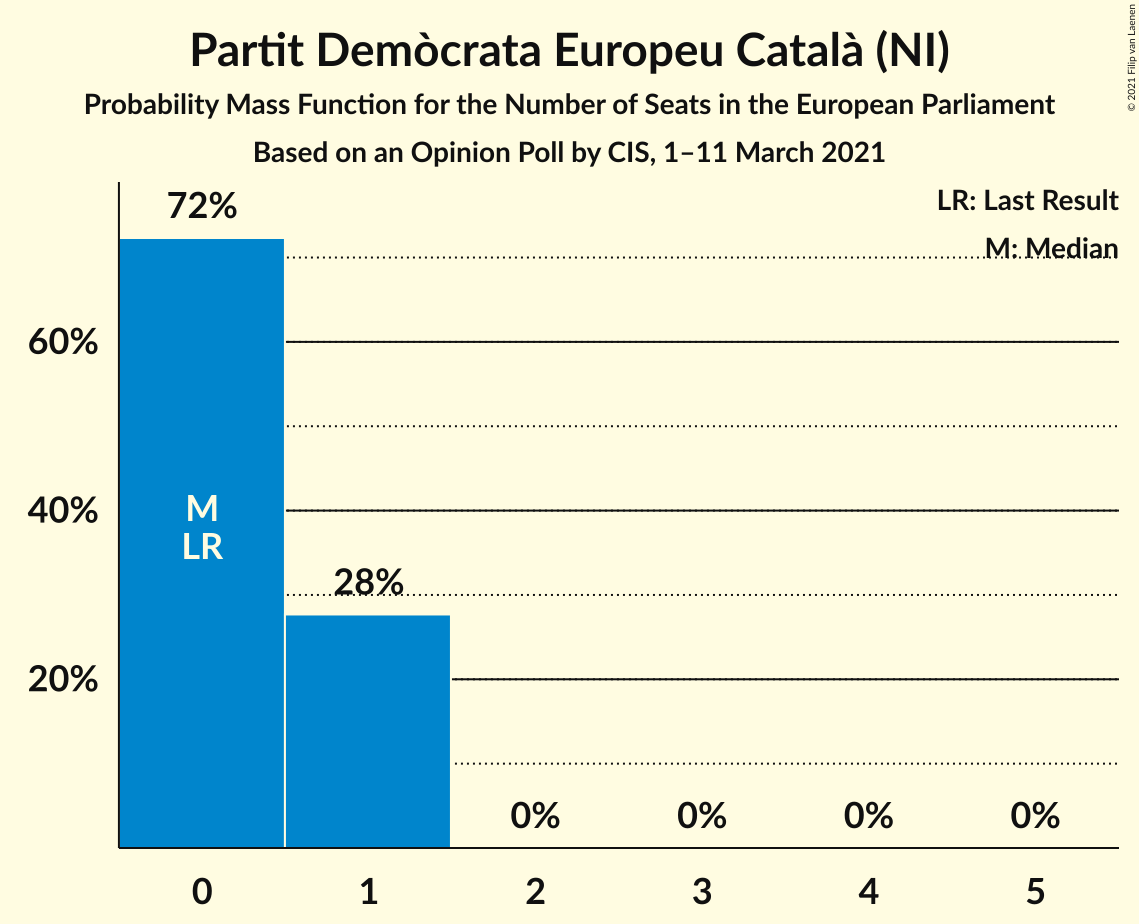 Partit Demòcrata Europeu Català (NI)
Probability Mass Function for the Number of Seats in the European Parliament
Based on an Opinion Poll by CIS, 1–11 March 2021
© 2021 Filip van Laenen
LR: Last Result
M: Median
72%
60%
40%
20%
M
LR
28%
0% 0% 0% 0%
0 1 2 3 4 5